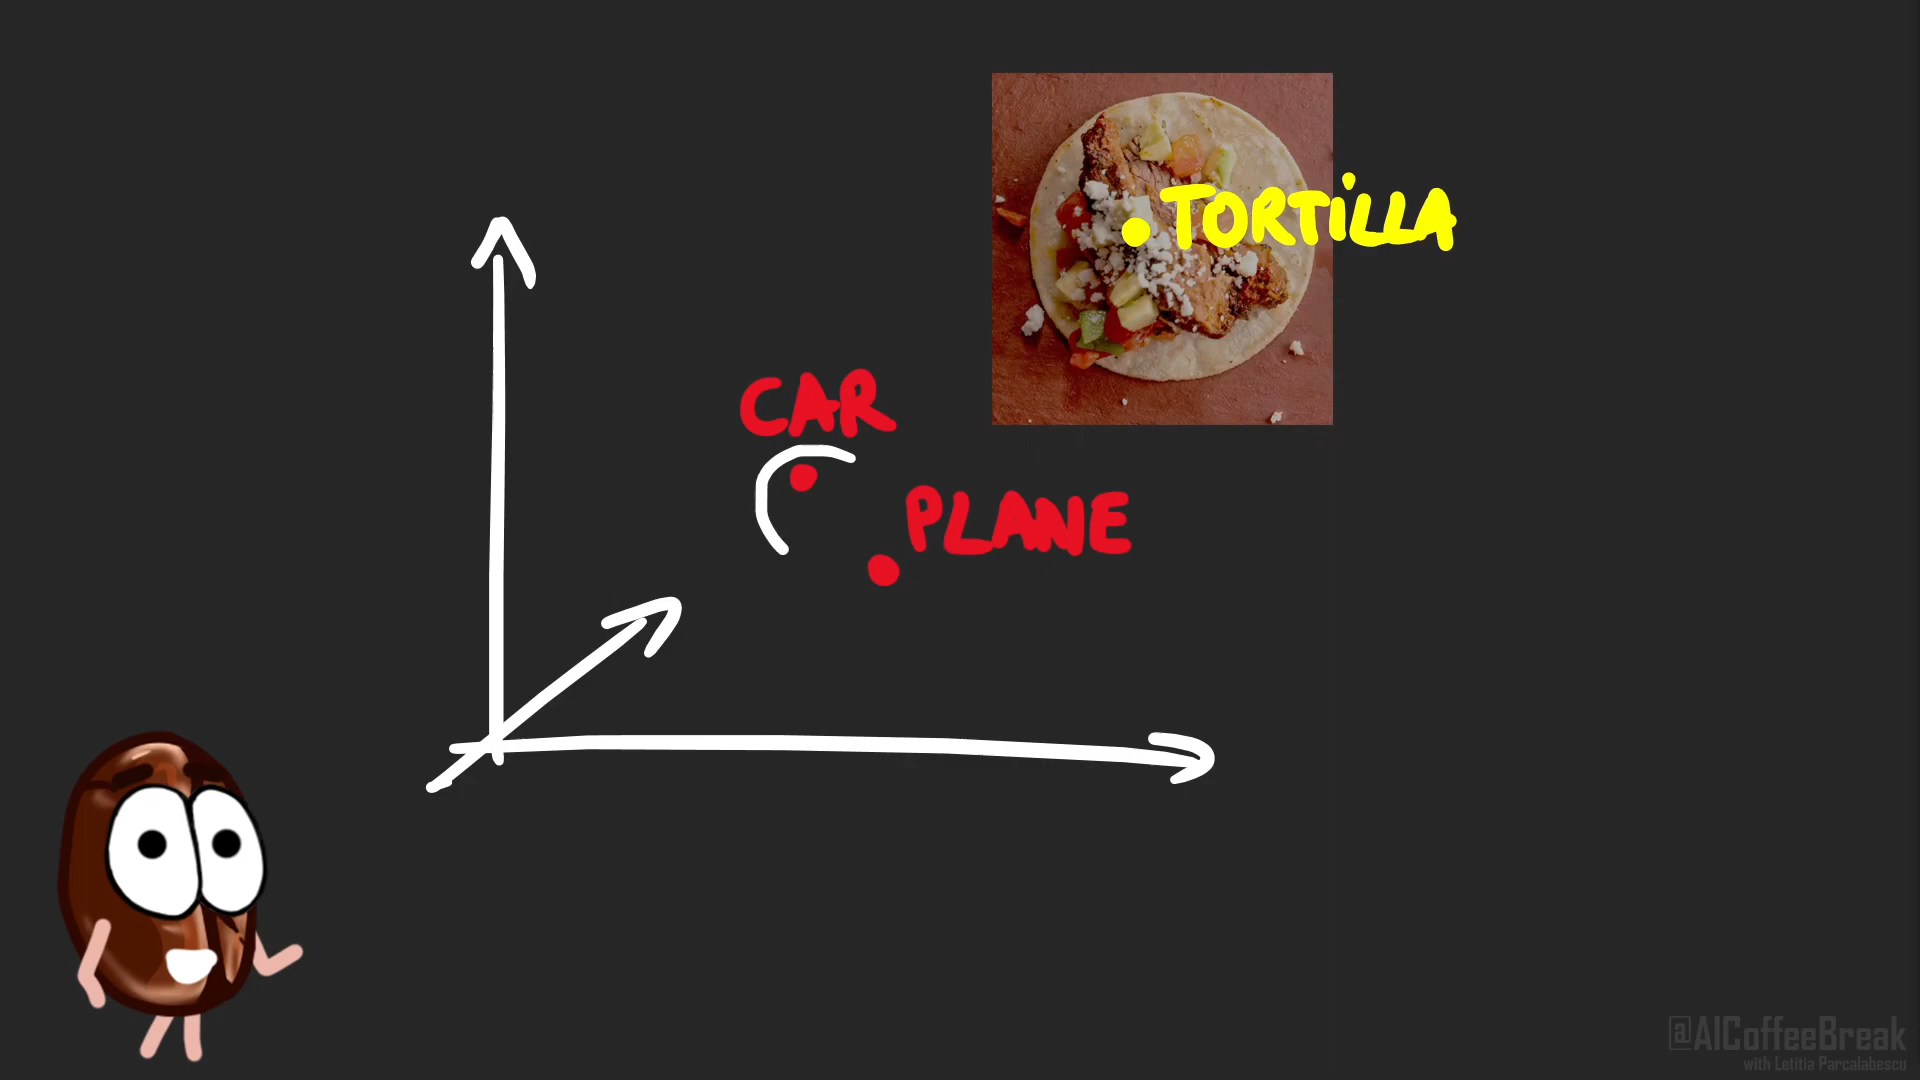 TORTiLLA
CAR
PLANE
@AICoffeeBreak
with Letitia Parcalabescu